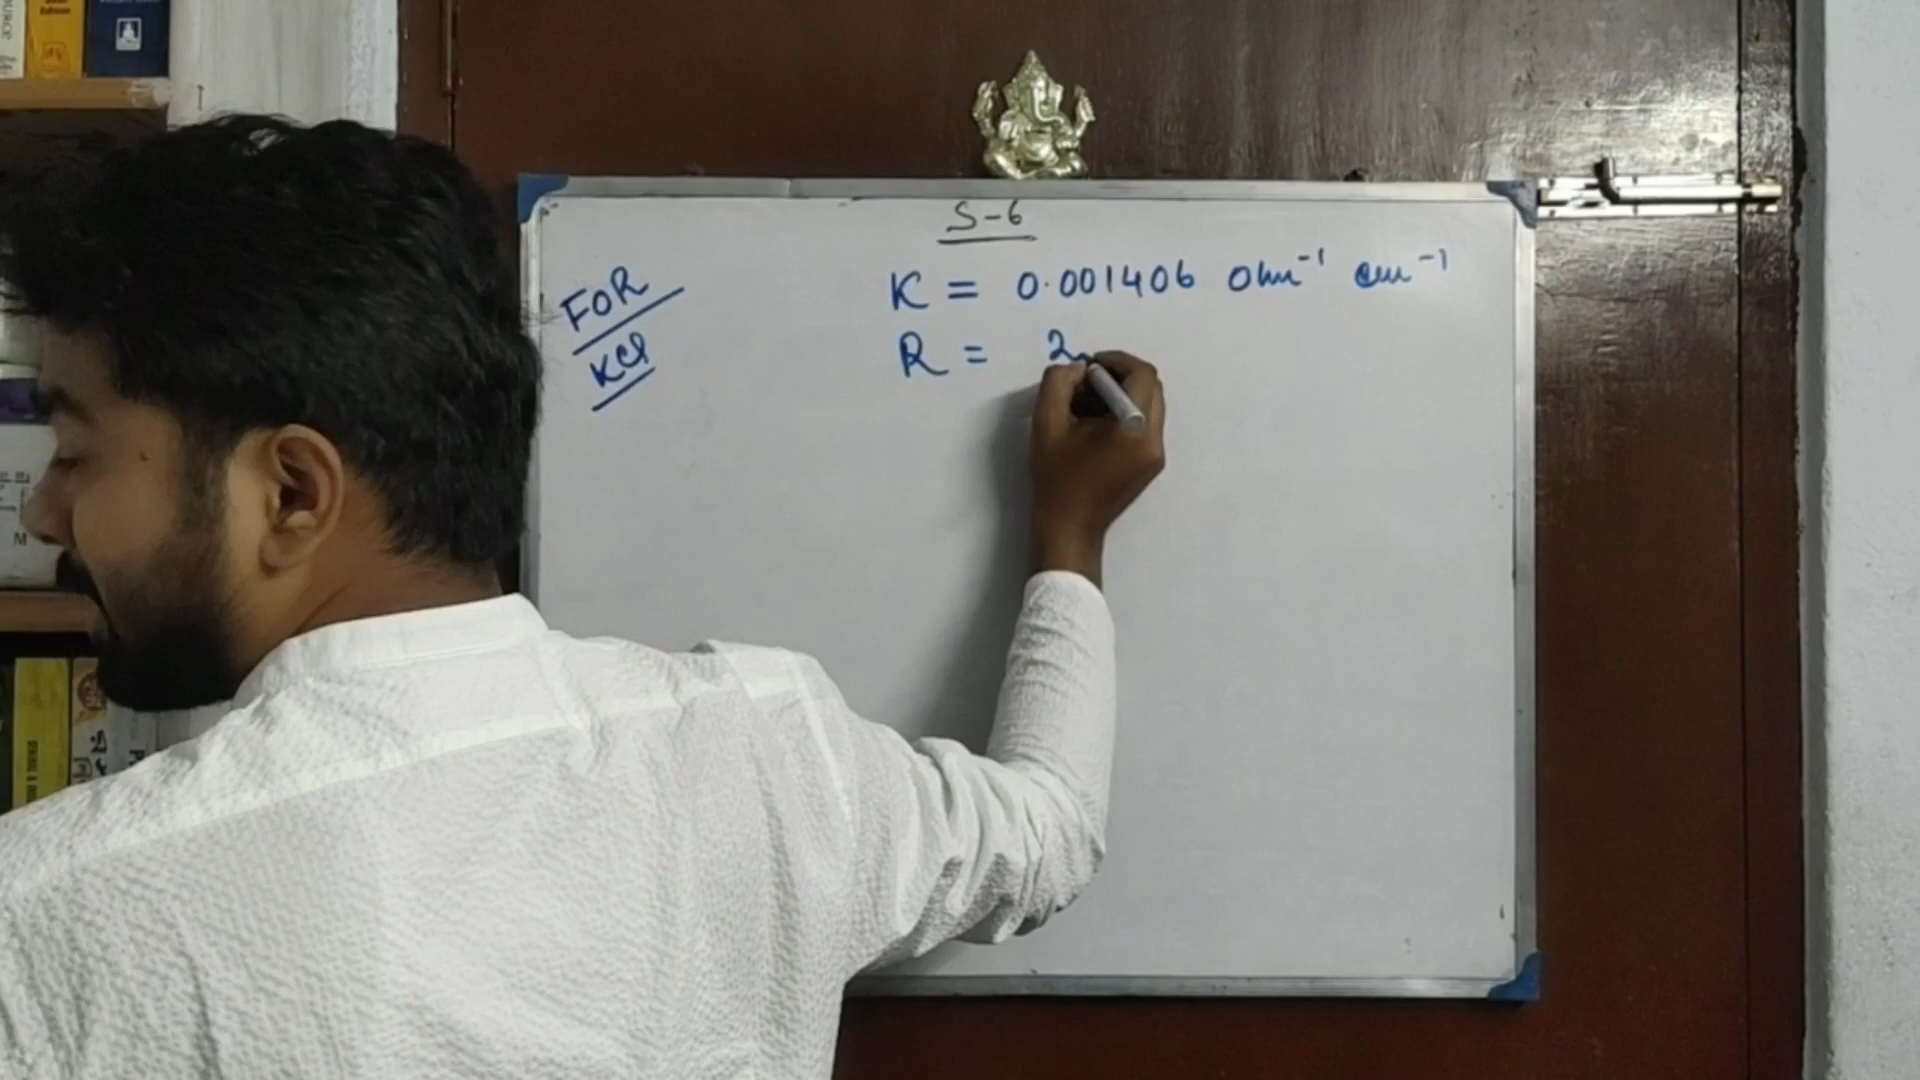 S-6
FOR
KCl
K = 0.001406 Ohm⁻¹ cm⁻¹
R = 2
M